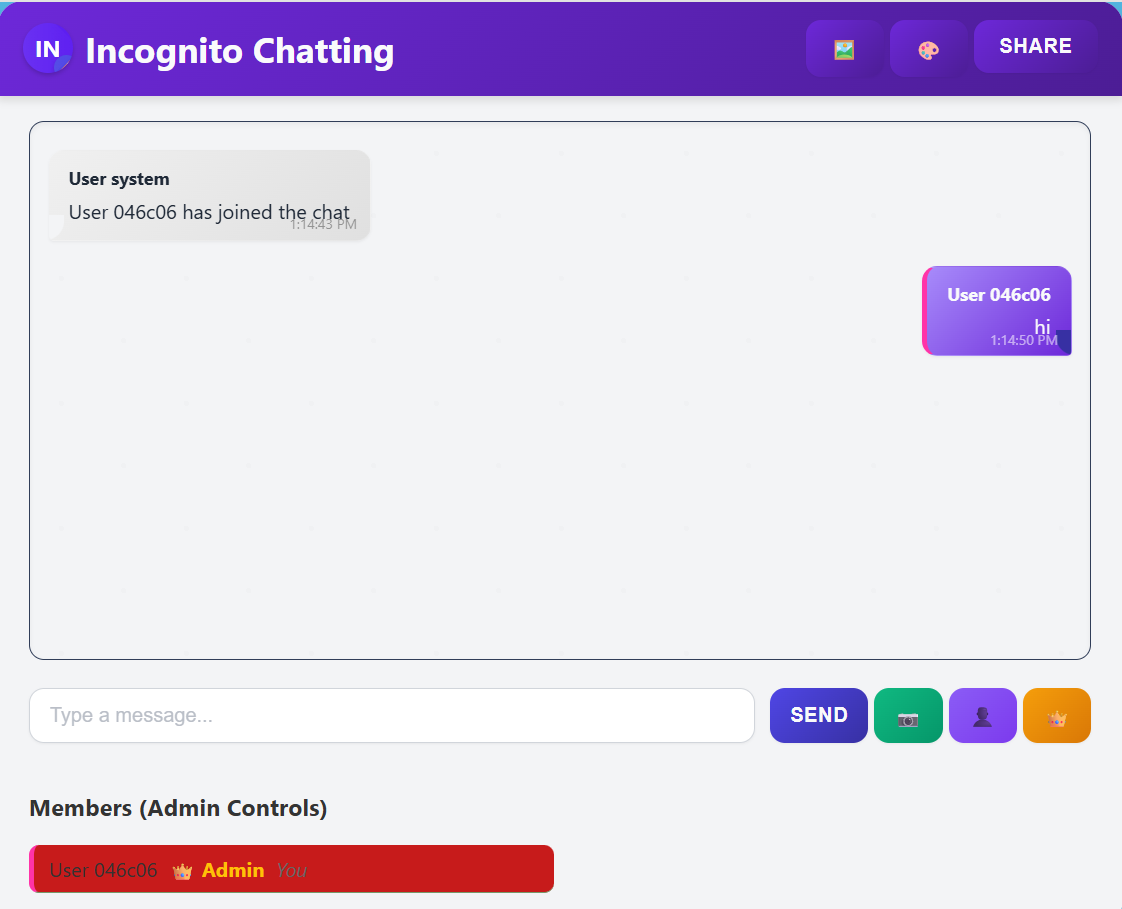 IN Incognito Chatting
SHARE
User system
User 046c06 has joined the chat
1:14:43 PM
User 046c06
hi
1:14:50 PM
Type a message...
SEND
Members (Admin Controls)
User 046c06 Admin You